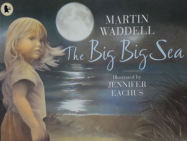 MARTIN
WADDELL
The Big Big Sea
Illustrated by
JENNIFER
EACHUS